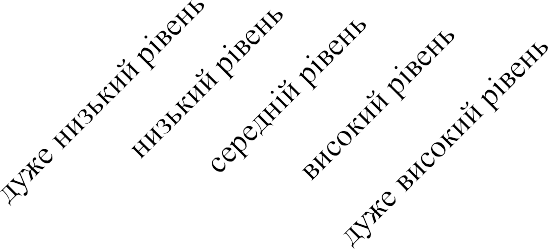 дуже низький рівень
низький рівень
середній рівень
високий рівень
дуже високий рівень